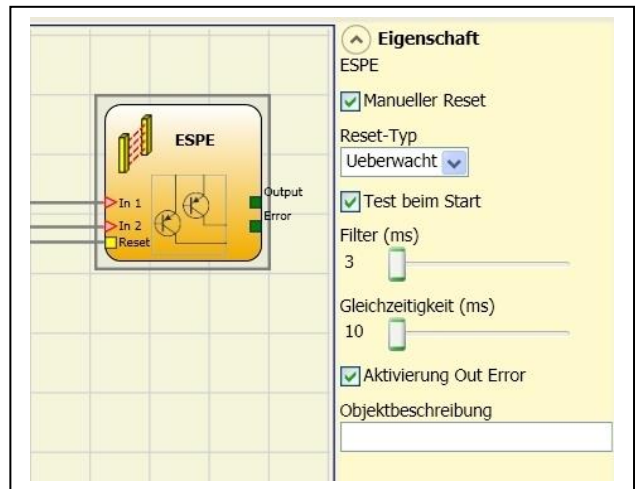 ESPE
In 1
In 2
Reset
Output
Error
Eigenschaft
ESPE
Manueller Reset
Reset-Typ
Ueberwacht
Test beim Start
Filter (ms)
3
Gleichzeitigkeit (ms)
10
Aktivierung Out Error
Objektbeschreibung